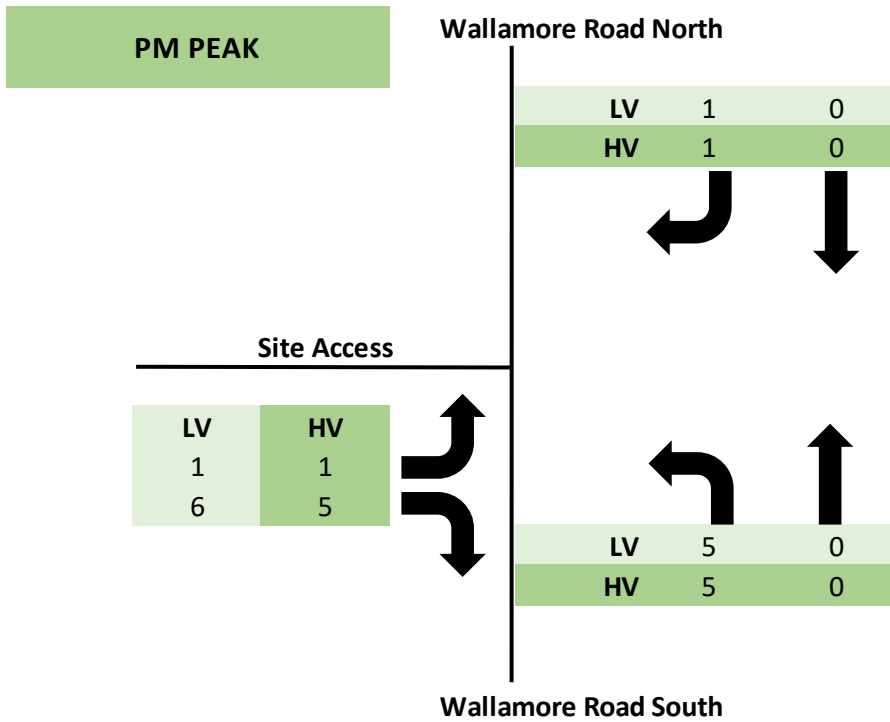 PM PEAK
Wallamore Road North
LV 1 0
HV 1 0
Site Access
LV HV
1 1
6 5
LV 5 0
HV 5 0
Wallamore Road South